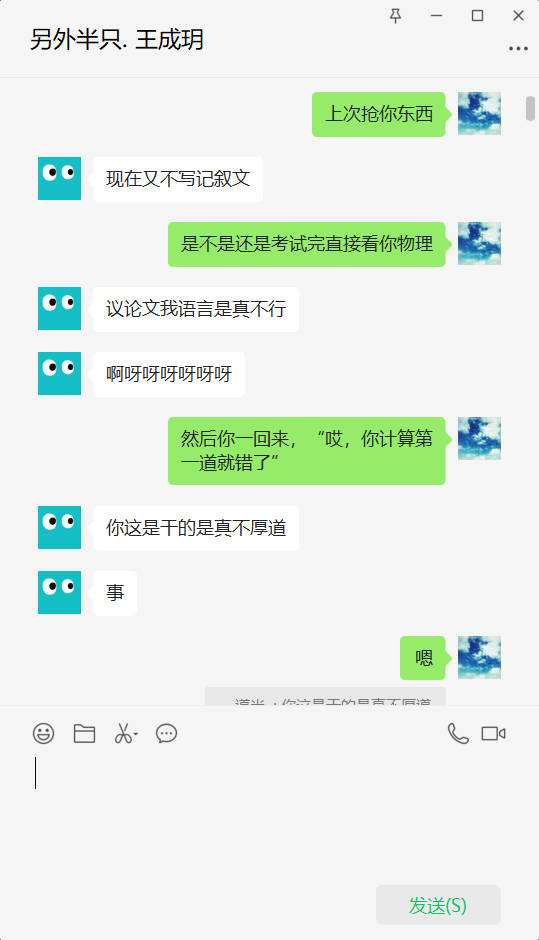 另外半只. 王成玥
上次抢你东西
现在又不写记叙文
是不是还是考试完直接看你物理
议论文我语言是真不行
啊呀呀呀呀呀呀
然后你一回来，“哎，你计算第
一道就错了”
你这是干的是真不厚道
事
嗯
道当：你这是干的是真不厚道
发送(S)